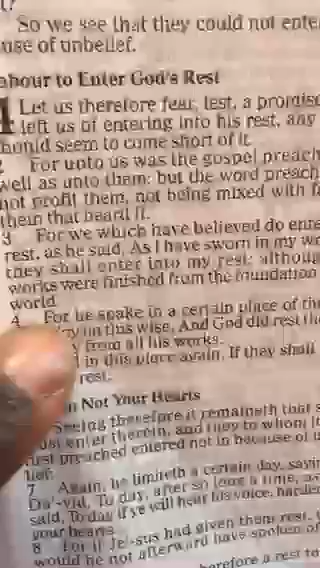 So we see that they could not ente
use of unbelief.
abour to Enter God's Rest
4 Let us therefore fear, lest, a promise
left us of entering into his rest, any
should seem to come short of it.
For unto us was the gospel preach
well as unto them: but the word preach
not profit them, not being mixed with f
them that heard it.
3 For we which have believed do ente
rest, as he said, As I have sworn in my w
they shall enter into my rest: althoug
works were finished from the foundation
world.
4 For he spake in a certain place of the
day on this wise, And God did rest the
from all his works.
in this place again, If they shall
rest.
n Not Your Hearts
Seeing therefore it remaineth that s
enter therein, and they to whom it
first preached entered not in because of u
lief:
7 Again, he limiteth a certain day, sayin
Da'-vid, To day, after so long a time; as
said, To day if ye will hear his voice, harden
your hearts.
8 For if Je'-sus had given them rest,
would he not afterward have spoken of
herefore a rest to